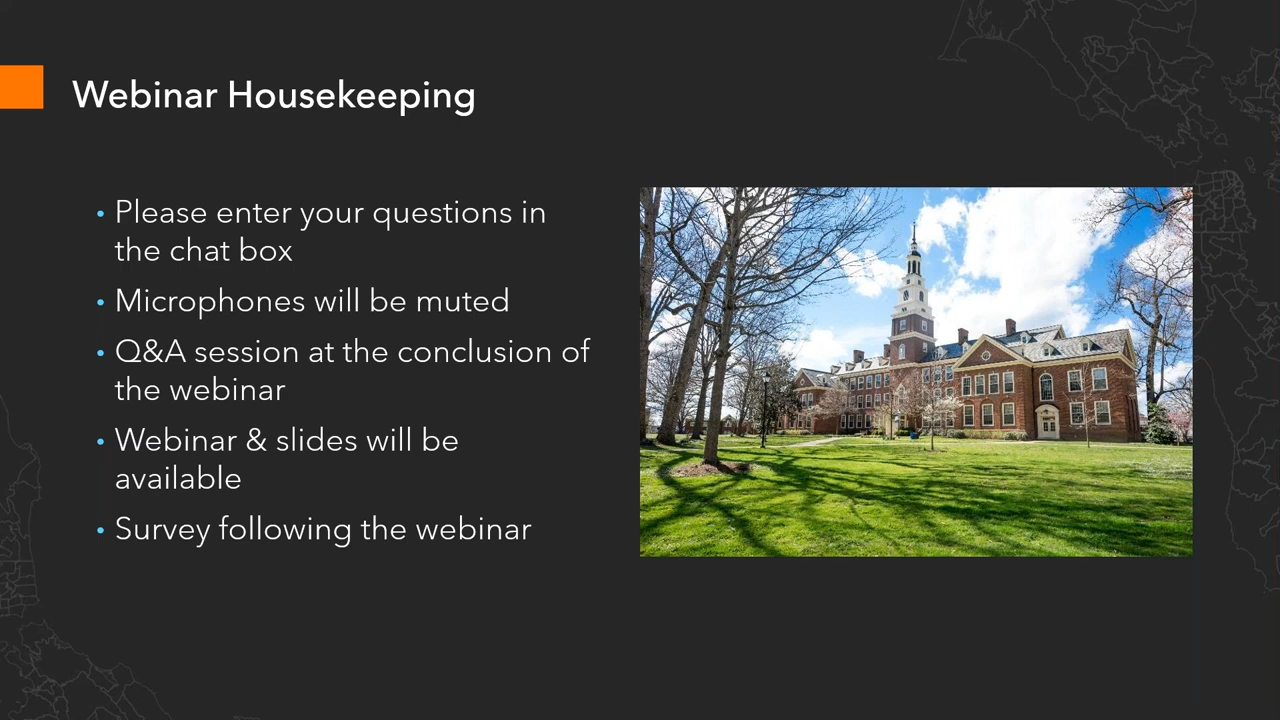 Webinar Housekeeping
• Please enter your questions in
the chat box
• Microphones will be muted
• Q&A session at the conclusion of
the webinar
• Webinar & slides will be
available
• Survey following the webinar